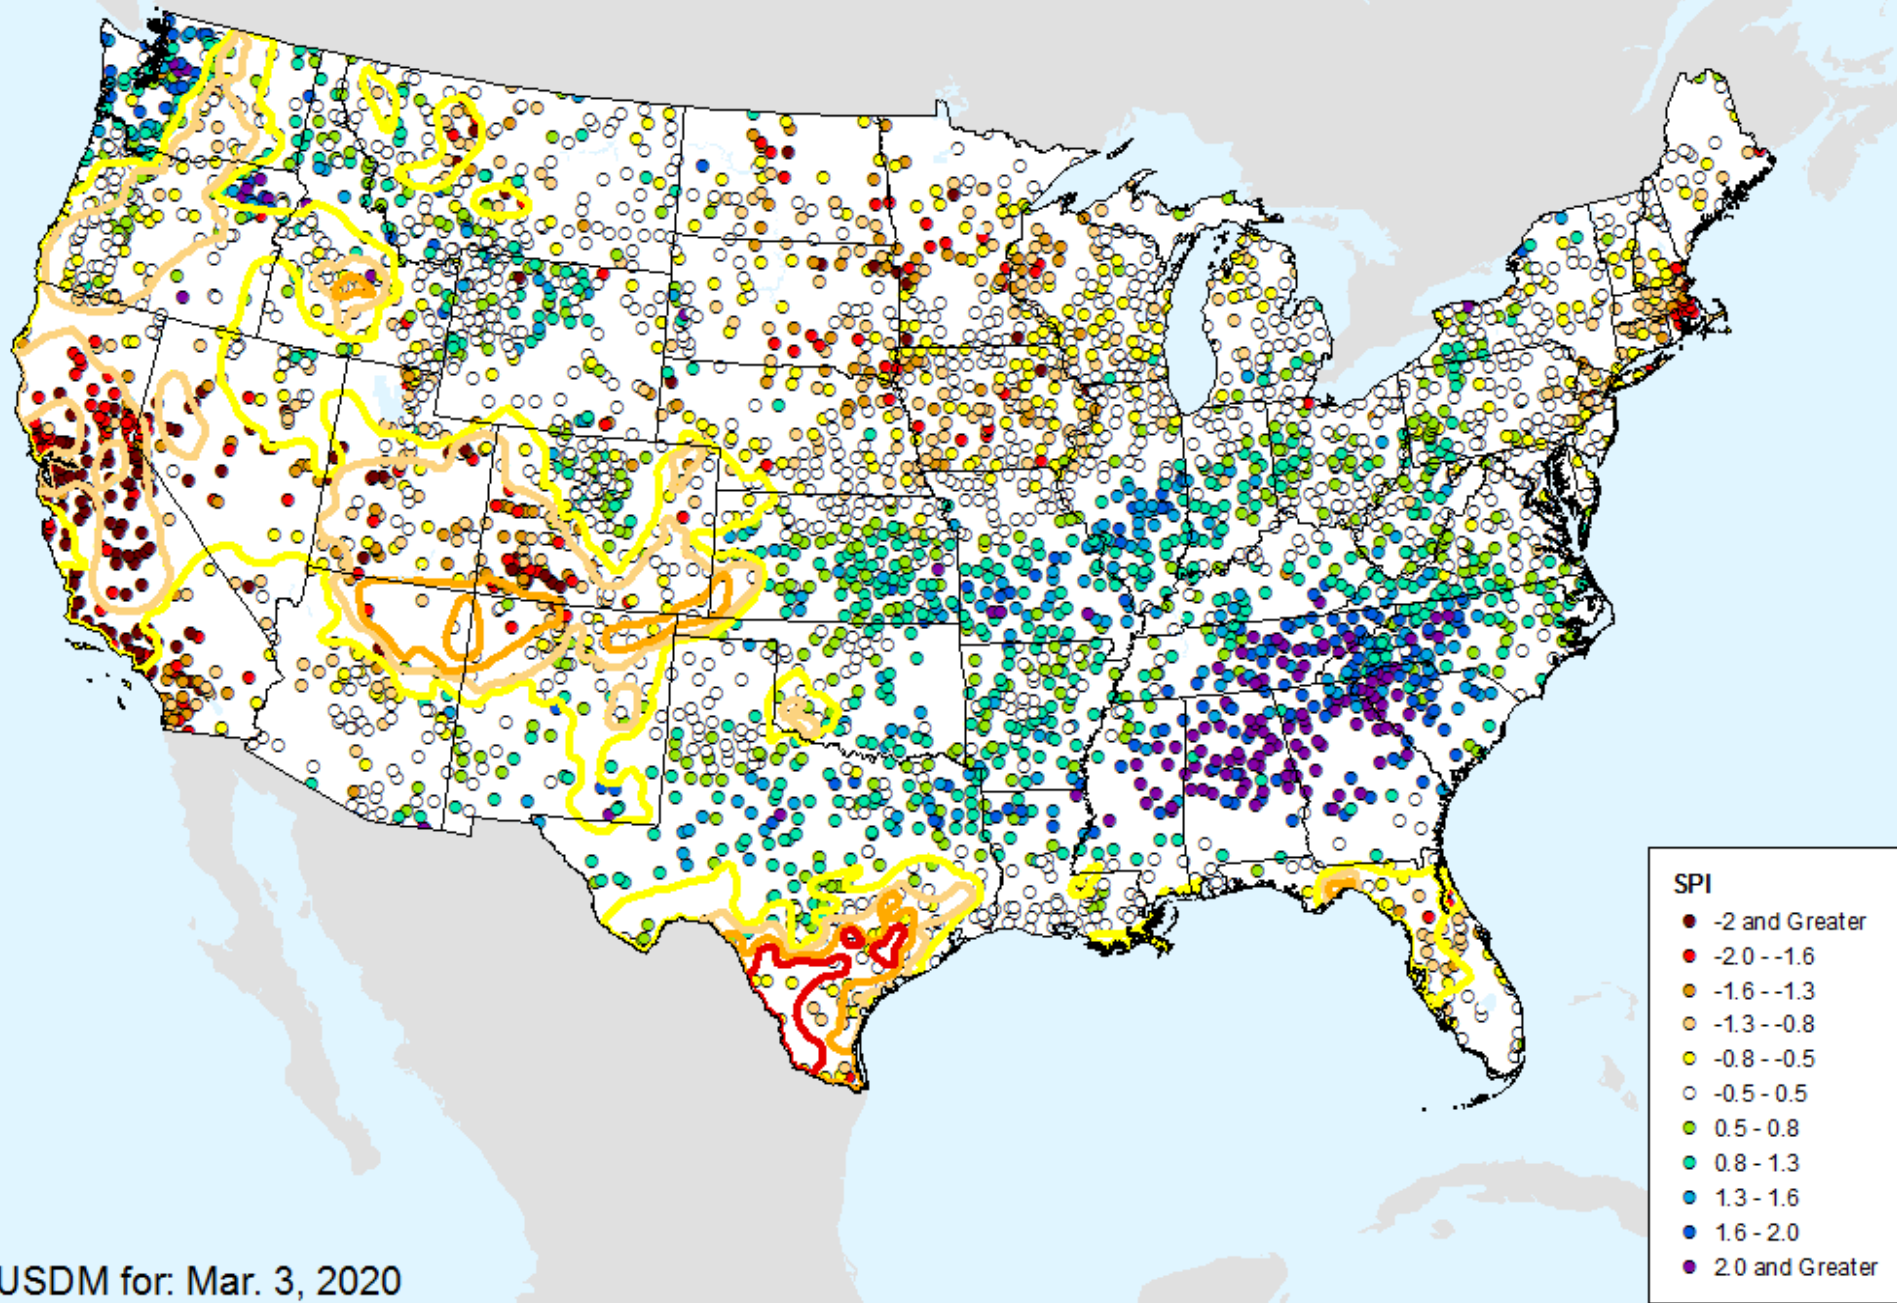 SPI
-2 and Greater
-2.0 - -1.6
-1.6 - -1.3
-1.3 - -0.8
-0.8 - -0.5
-0.5 - 0.5
0.5 - 0.8
0.8 - 1.3
1.3 - 1.6
1.6 - 2.0
2.0 and Greater
USDM for: Mar. 3, 2020